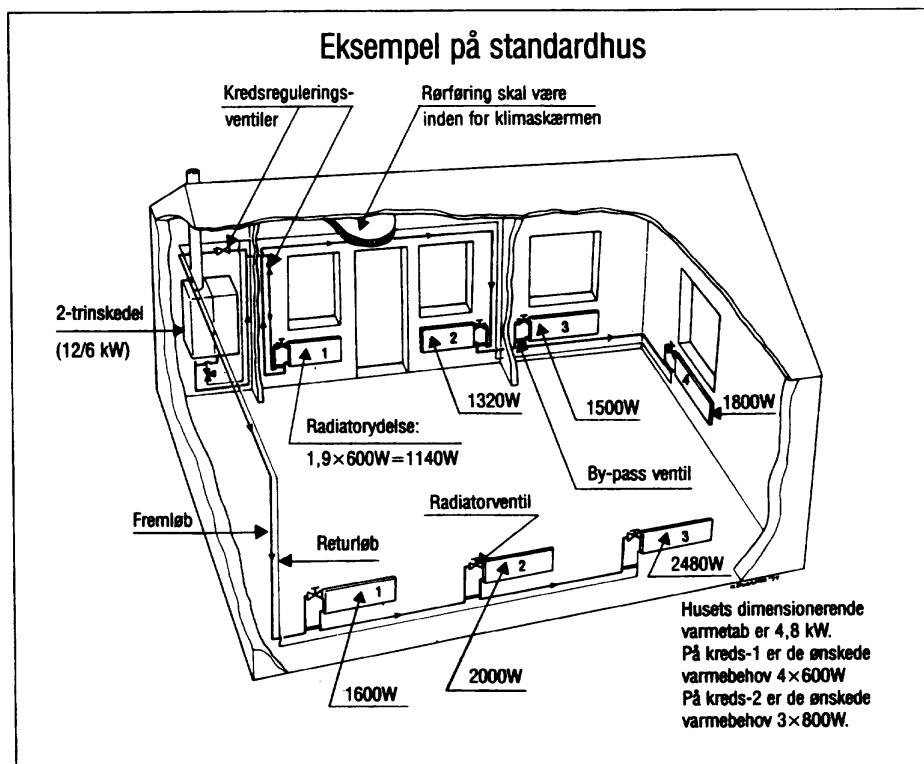 Eksempel på standardhus
Kredsregulerings-
ventiler
Rørføring skal være
inden for klimaskærmen
2-trinskedel
(12/6 kW)
1
2
3
4
1320W
1500W
1800W
Radiatorydelse:
1,9×600W=1140W
By-pass ventil
Radiatorventil
Fremløb
Returløb
1
2
3
2480W
2000W
1600W
Husets dimensionerende
varmetab er 4,8 kW.
På kreds-1 er de ønskede
varmebehov 4×600W
På kreds-2 er de ønskede
varmebehov 3×800W.